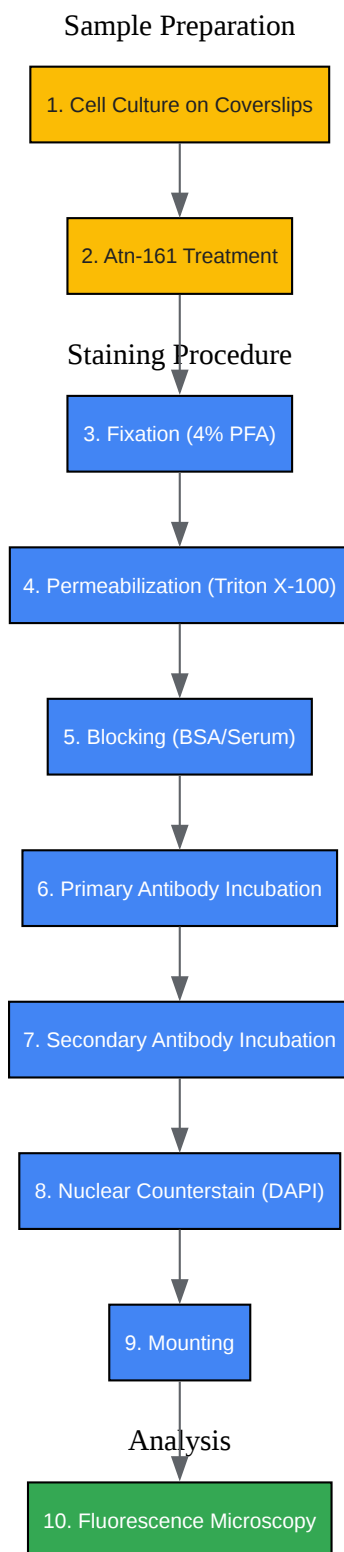 Sample Preparation
1. Cell Culture on Coverslips
2. Atn-161 Treatment
Staining Procedure
3. Fixation (4% PFA)
4. Permeabilization (Triton X-100)
5. Blocking (BSA/Serum)
6. Primary Antibody Incubation
7. Secondary Antibody Incubation
8. Nuclear Counterstain (DAPI)
9. Mounting
Analysis
10. Fluorescence Microscopy